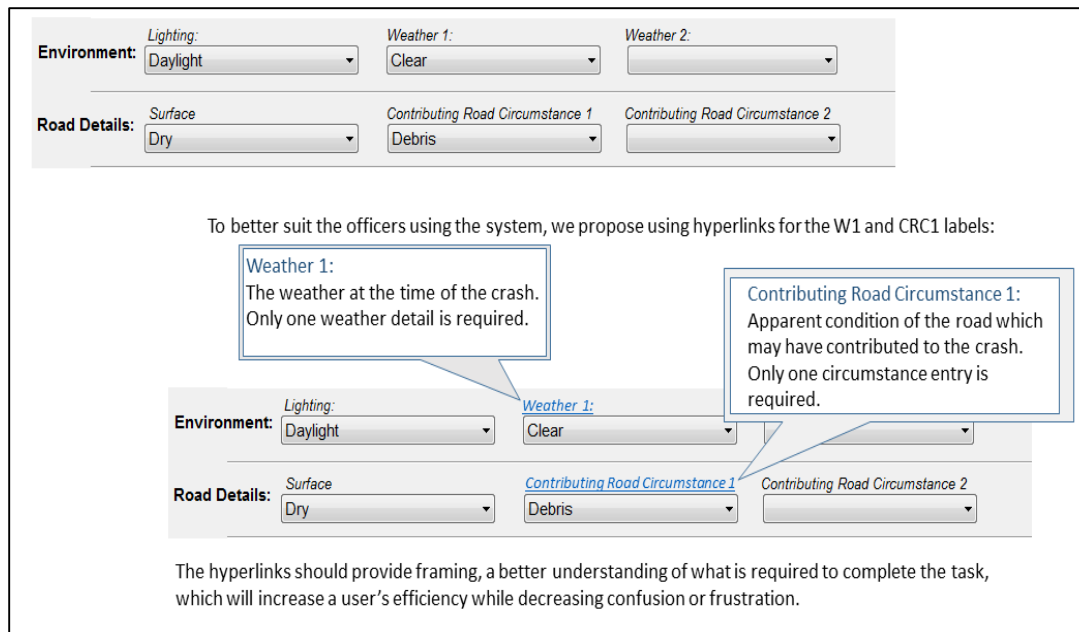 Lighting: Weather 1: Weather 2:
Environment: Daylight Clear
Surface Contributing Road Circumstance 1 Contributing Road Circumstance 2
Road Details: Dry Debris
To better suit the officers using the system, we propose using hyperlinks for the W1 and CRC1 labels:
Weather 1:
The weather at the time of the crash.
Only one weather detail is required.
Contributing Road Circumstance 1:
Apparent condition of the road which
may have contributed to the crash.
Only one circumstance entry is
required.
Lighting: Weather 1:
Environment: Daylight Clear
Surface Contributing Road Circumstance 1 Contributing Road Circumstance 2
Road Details: Dry Debris
The hyperlinks should provide framing, a better understanding of what is required to complete the task,
which will increase a user’s efficiency while decreasing confusion or frustration.